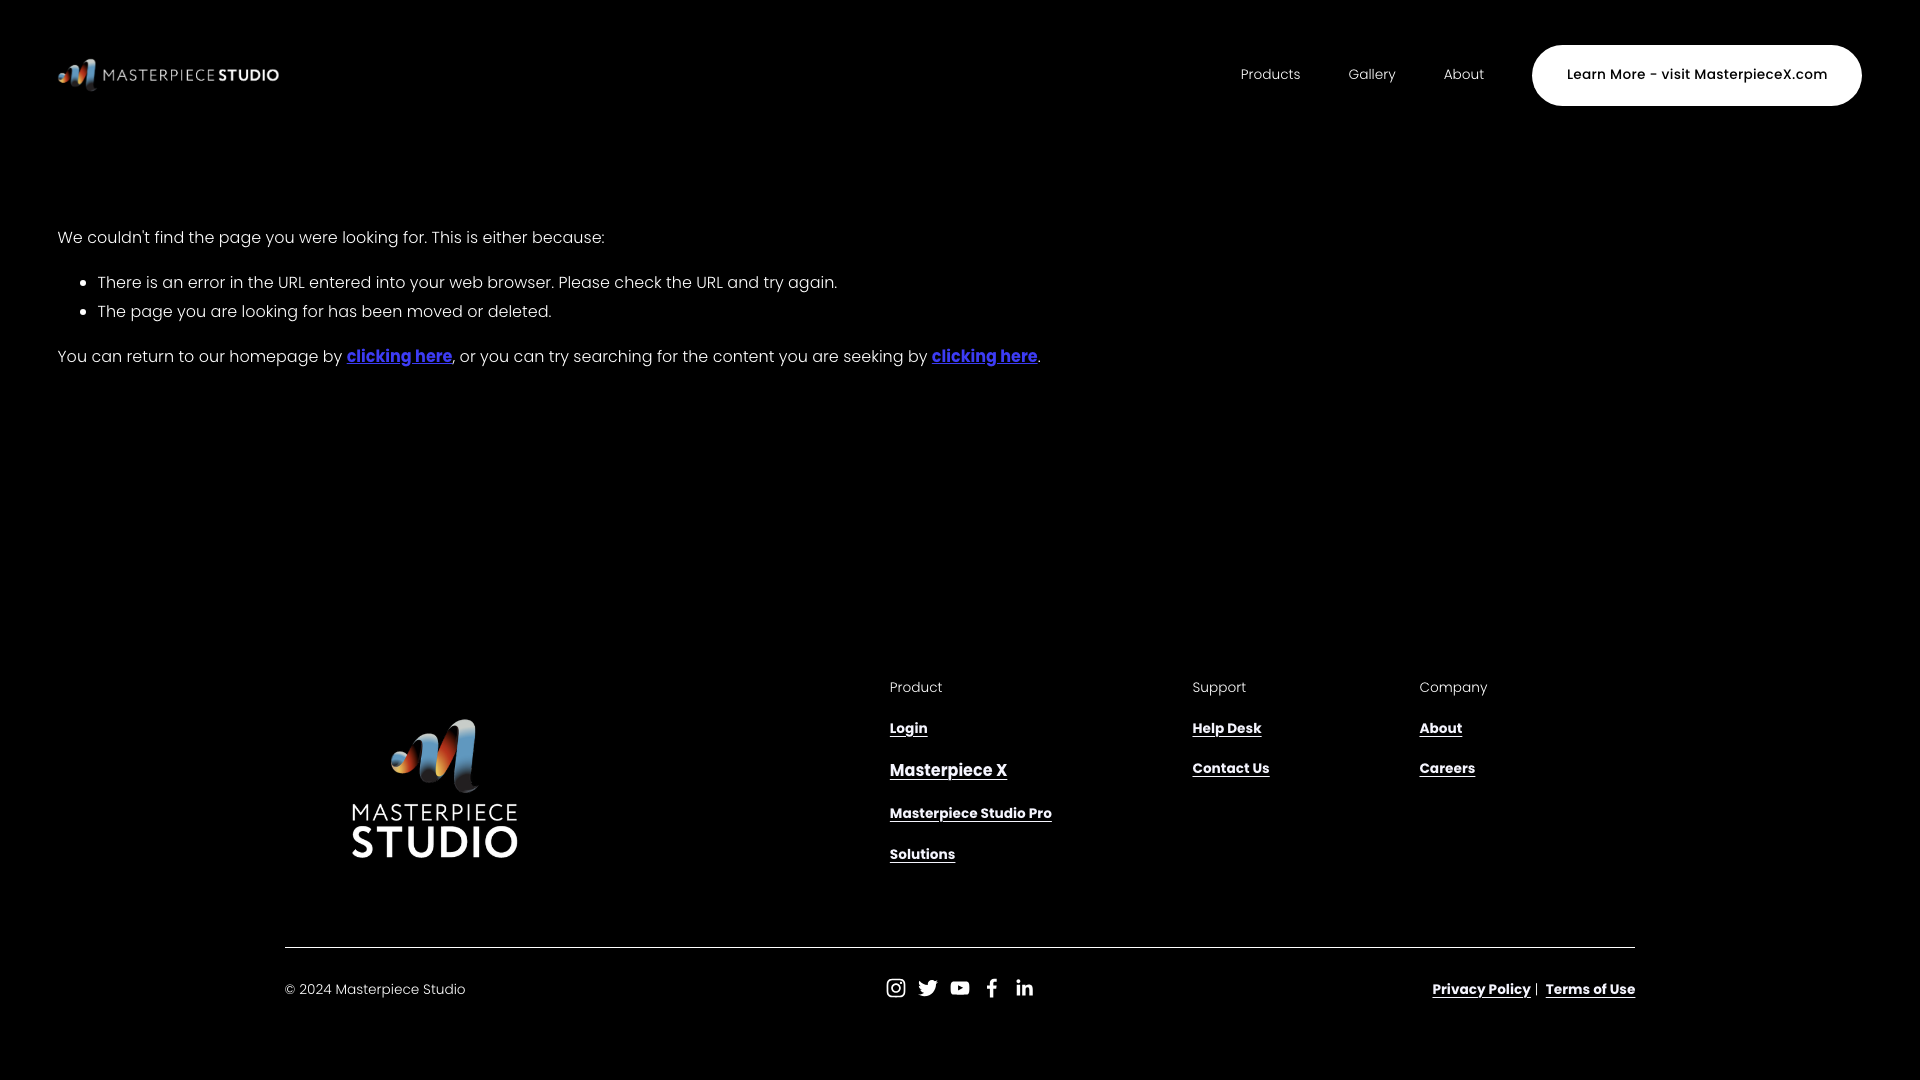 MASTERPIECE STUDIO
Products
Gallery
About
Learn More - visit MasterpieceX.com
We couldn't find the page you were looking for. This is either because:
There is an error in the URL entered into your web browser. Please check the URL and try again.
The page you are looking for has been moved or deleted.
You can return to our homepage by clicking here, or you can try searching for the content you are seeking by clicking here.
MASTERPIECE
STUDIO
Product
Login
Masterpiece X
Masterpiece Studio Pro
Solutions
Support
Help Desk
Contact Us
Company
About
Careers
© 2024 Masterpiece Studio
Privacy Policy | Terms of Use